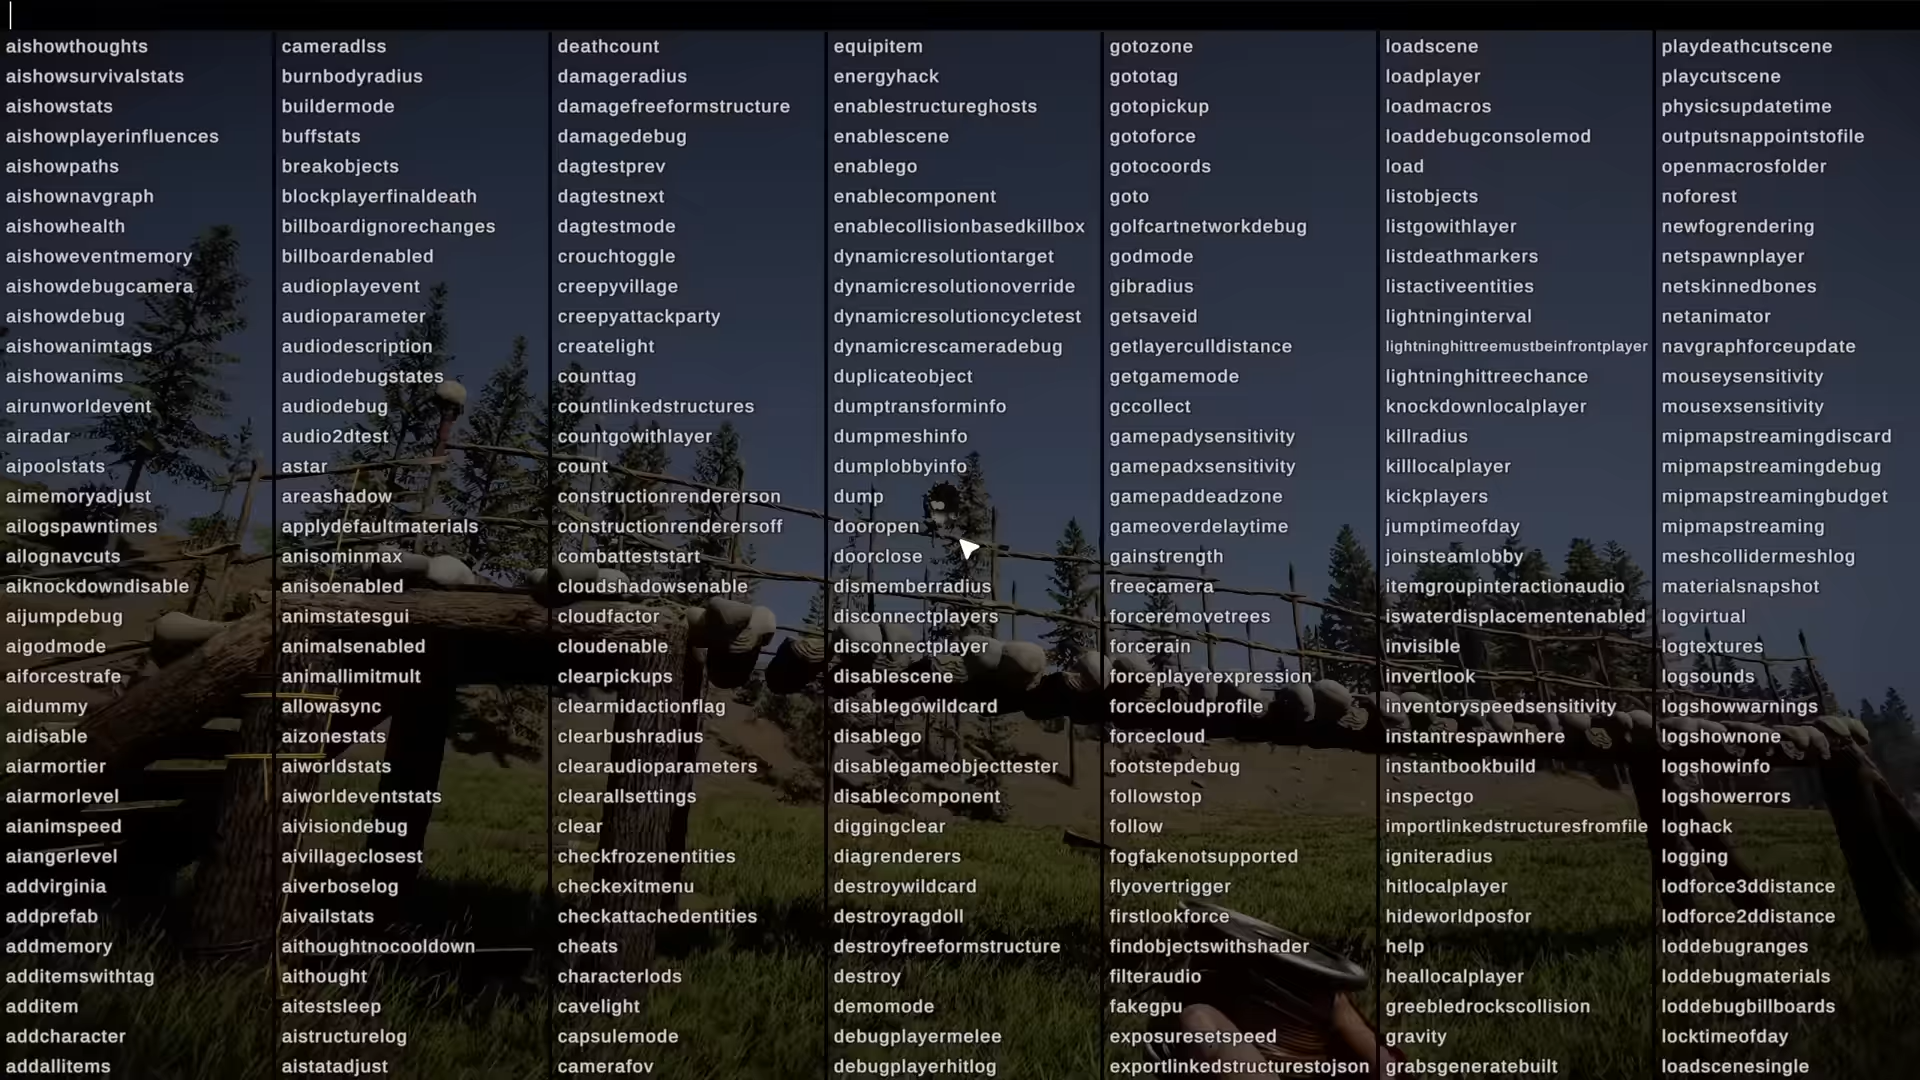 aishowthoughts
aishowsurvivalstats
aishowstats
aishowplayerinfluences
aishowpaths
aishownavgraph
aishowhealth
aishoweventmemory
aishowdebugcamera
aishowdebug
aishowanimtags
aishowanims
airunworldevent
airadar
aipoolstats
aimemoryadjust
ailogspawntimes
ailognavcuts
aiknockdowndisable
aijumpdebug
aigodmode
aiforcestrafe
aidummy
aidisable
aiarmortier
aiarmorlevel
aianimspeed
aiangerlevel
addvirginia
addprefab
addmemory
additemswithtag
additem
addcharacter
addallitems
cameradlss
burnbodyradius
buildermode
buffstats
breakobjects
blockplayerfinaldeath
billboardignorechanges
billboardenabled
audioplayevent
audioparameter
audiodescription
audiodebugstates
audiodebug
audio2dtest
astar
areashadow
applydefaultmaterials
anisominmax
anisoenabled
animstatesgui
animalsenabled
animallimitmult
allowasync
aizonestats
aiworldstats
aiworldeventstats
aivisiondebug
aivillageclosest
aiverboselog
aivailstats
aithoughtnocooldown
aithought
aitestsleep
aistructurelog
aistatadjust
deathcount
damageradius
damagefreeformstructure
damagedebug
dagtestprev
dagtestnext
dagtestmode
crouchtoggle
creepyvillage
creepyattackparty
createlight
counttag
countlinkedstructures
countgowithlayer
count
constructionrendererson
constructionrenderersoff
combatteststart
cloudshadowsenable
cloudfactor
cloudenable
clearpickups
clearmidactionflag
clearbushradius
clearaudioparameters
clearallsettings
clear
checkfrozenentities
checkexitmenu
checkattachedentities
cheats
characterlods
cavelight
capsulemode
camerafov
equipitem
energyhack
enablestructureghosts
enablescene
enablego
enablecomponent
enablecollisionbasedkillbox
dynamicresolutiontarget
dynamicresolutionoverride
dynamicresolutioncycletest
dynamicrescameradebug
duplicateobject
dumptransforminfo
dumpmeshinfo
dumplobbyinfo
dump
dooropen
doorclose
dismemberradius
disconnectplayers
disconnectplayer
disablescene
disablegowildcard
disablego
disablegameobjecttester
disablecomponent
diggingclear
diagrenderers
destroywildcard
destroyragdoll
destroyfreeformstructure
destroy
demomode
debugplayermelee
debugplayerhitlog
gotozone
gototag
gotopickup
gotoforce
gotocoords
goto
golfcartnetworkdebug
godmode
gibradius
getsaveid
getlayerculldistance
getgamemode
gccollect
gamepadysensitivity
gamepadxsensitivity
gamepaddeadzone
gameoverdelaytime
gainstrength
freecamera
forceremovetrees
forcerain
forceplayerexpression
forcecloudprofile
forcecloud
footstepdebug
followstop
follow
fogfakenotsupported
flyovertrigger
firstlookforce
findobjectswithshader
filteraudio
fakegpu
exposuresetspeed
exportlinkedstructurestojson
loadscene
loadplayer
loadmacros
loaddebugconsolemod
load
listobjects
listgowithlayer
listdeathmarkers
listactiveentities
lightninginterval
lightninghittreemustbeinfrontplayer
lightninghittreechance
knockdownlocalplayer
killradius
killlocalplayer
kickplayers
jumptimeofday
joinsteamlobby
itemgroupinteractionaudio
iswaterdisplacementenabled
invisible
invertlook
inventoryspeedsensitivity
instantrespawnhere
instantbookbuild
inspectgo
importlinkedstructuresfromfile
igniteradius
hitlocalplayer
hideworldposfor
help
heallocalplayer
greebledrockscollision
gravity
grabsgeneratebuilt
playdeathcutscene
playcutscene
physicsupdatetime
outputsnappointstofile
openmacrosfolder
noforest
newfogrendering
netspawnplayer
netskinnedbones
netanimator
navgraphforceupdate
mouseysensitivity
mousexsensitivity
mipmapstreamingdiscard
mipmapstreamingdebug
mipmapstreamingbudget
mipmapstreaming
meshcollidermeshlog
materialsnapshot
logvirtual
logtextures
logsounds
logshowwarnings
logshownone
logshowinfo
logshowerrors
loghack
logging
lodforce3ddistance
lodforce2ddistance
loddebugranges
loddebugmaterials
loddebugbillboards
locktimeofday
loadscenesingle